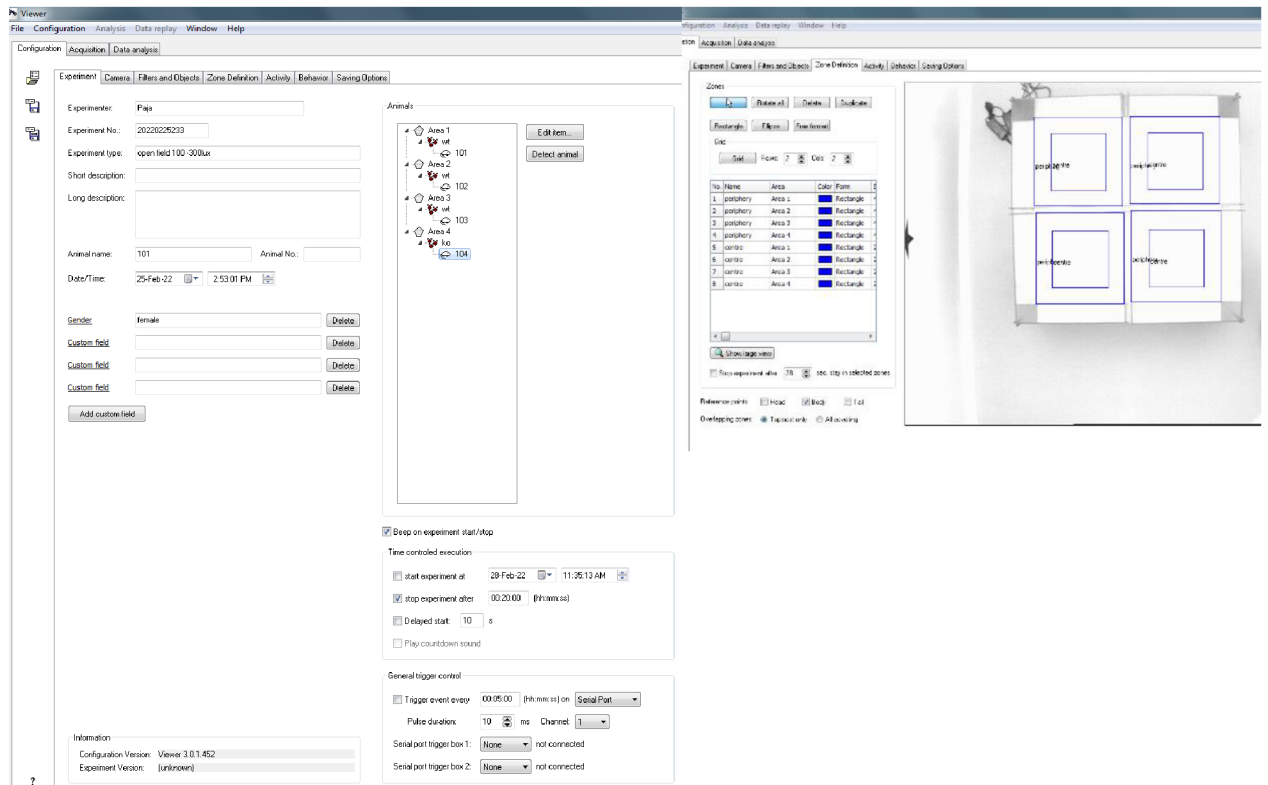 Viewer
File Configuration Analysis Data replay Window Help
Configuration Acquisition Data analysis
Experiment Camera Filters and Objects Zone Definition Activity Behavior Saving Options
Experimenter: Paja
Experiment No.: 20220225233
Experiment type: open field 100 -300lux
Short description:
Long description:
Animal name: 101 Animal No.:
Date/Time: 25-Feb-22 2:53:01 PM
Gender female Delete
Custom field Delete
Custom field Delete
Custom field Delete
Add custom field
Information
Configuration Version: Viewer 3.0.1.452
Experiment Version: (unknown)
?
Animals
Area 1
wt
101
Area 2
wt
102
Area 3
wt
103
Area 4
ko
104
Edit item...
Detect animal
Beep on experiment start/stop
Time controled execution
start experiment at 28-Feb-22 11:35:13 AM
stop experiment after 00:20:00 (hh:mm:ss)
Delayed start: 10 s
Play countdown sound
General trigger control
Trigger event every 00:05:00 (hh:mm:ss) on Serial Port
Pulse duration: 10 ms Channel: 1
Serial port trigger box 1: None not connected
Serial port trigger box 2: None not connected
nfiguration Analysis Data replay Window Help
ation Acquisition Data analysis
Experiment Camera Filters and Objects Zone Definition Activity Behavior Saving Options
Zones
Rotate all Delete Duplicate
Rectangle Ellipse Free formed
Grid
Grid Rows: 2 Cols: 2
No. Name Area Color Form
1 periphery Area 1 Rectangle
2 periphery Area 2 Rectangle
3 periphery Area 3 Rectangle
4 periphery Area 4 Rectangle
5 centre Area 1 Rectangle
6 centre Area 2 Rectangle
7 centre Area 3 Rectangle
8 centre Area 4 Rectangle
Show large view
Stop experiment after 38 sec. stay in selected zones
Reference points: Head Body Tail
Overlapping zones: Topmost only All covering